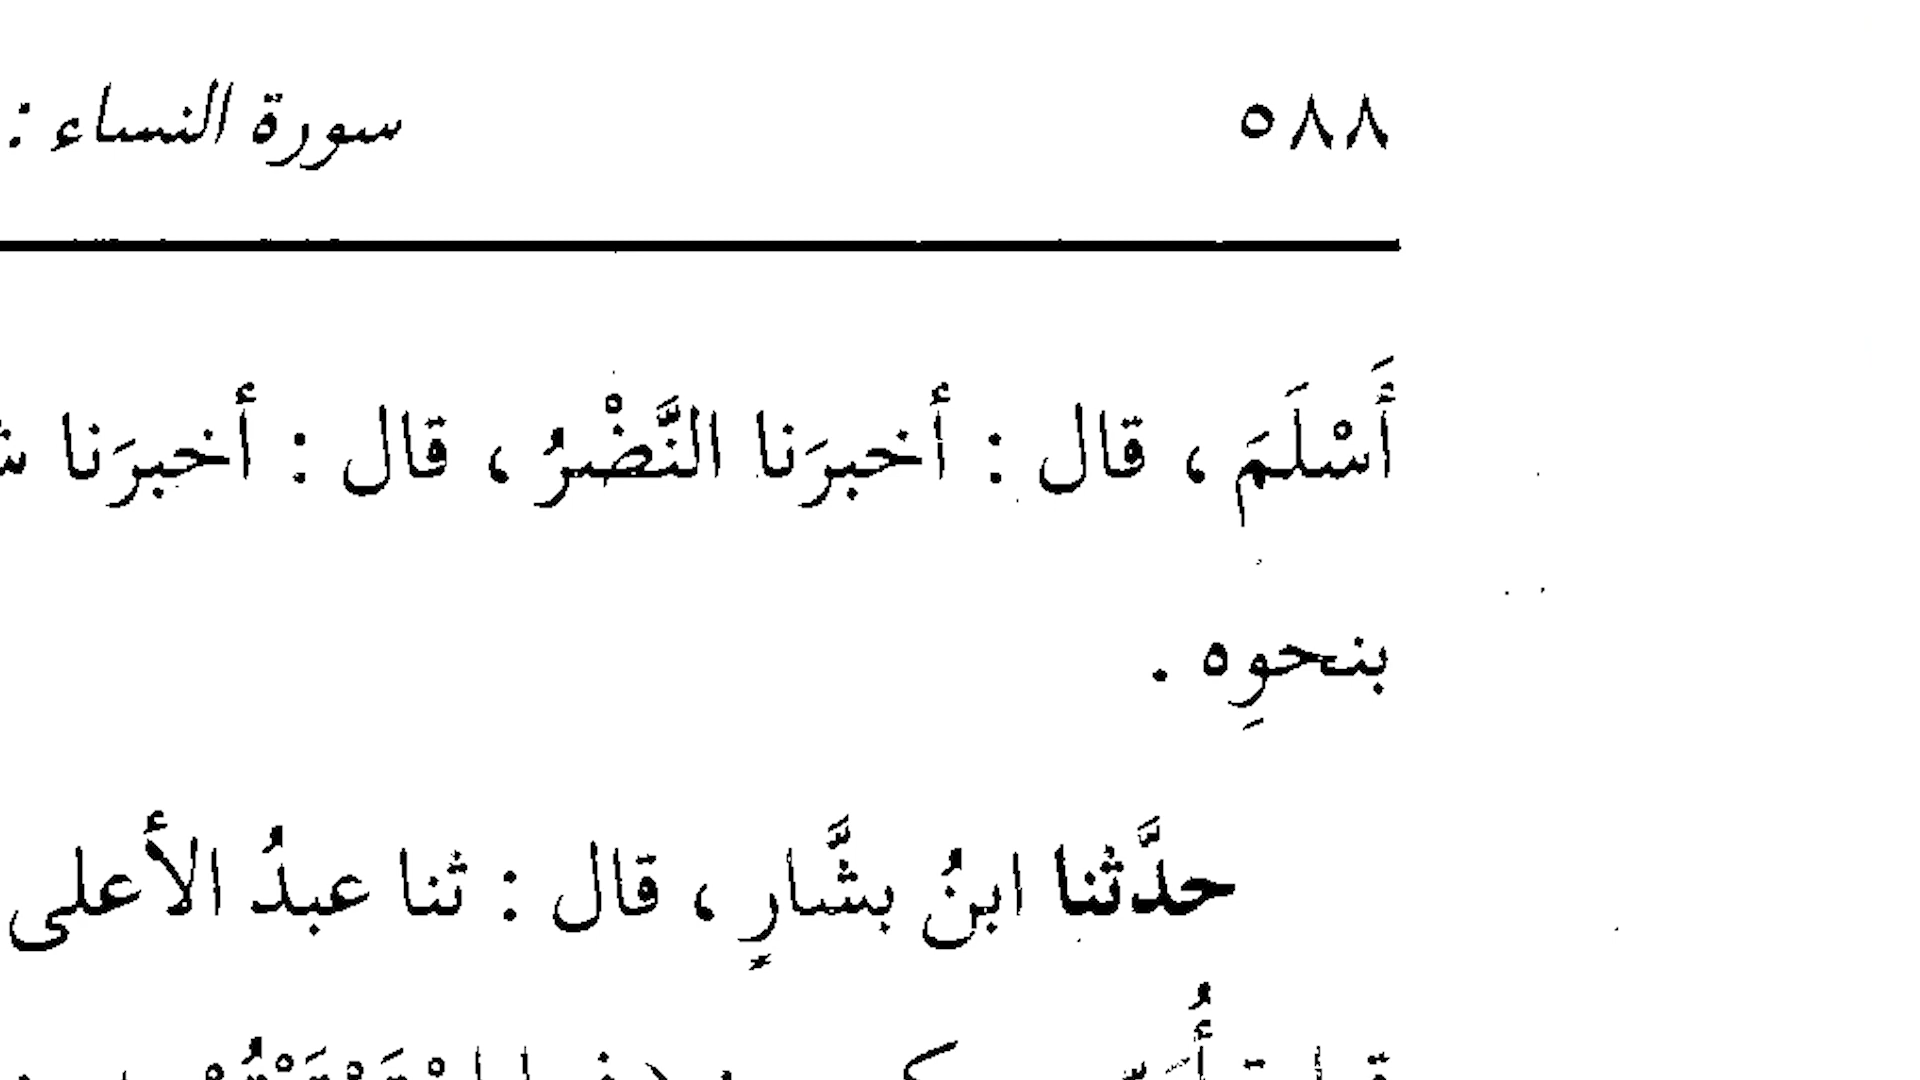 ٥٨٨ سورة النساء :
أَسْلَمَ ، قال : أخبرَنا النَّضْرُ ، قال : أخبرَنا
بنحوِه .
حدَّثنا ابنُ بشَّارٍ ، قال : ثنا عبدُ الأعلى